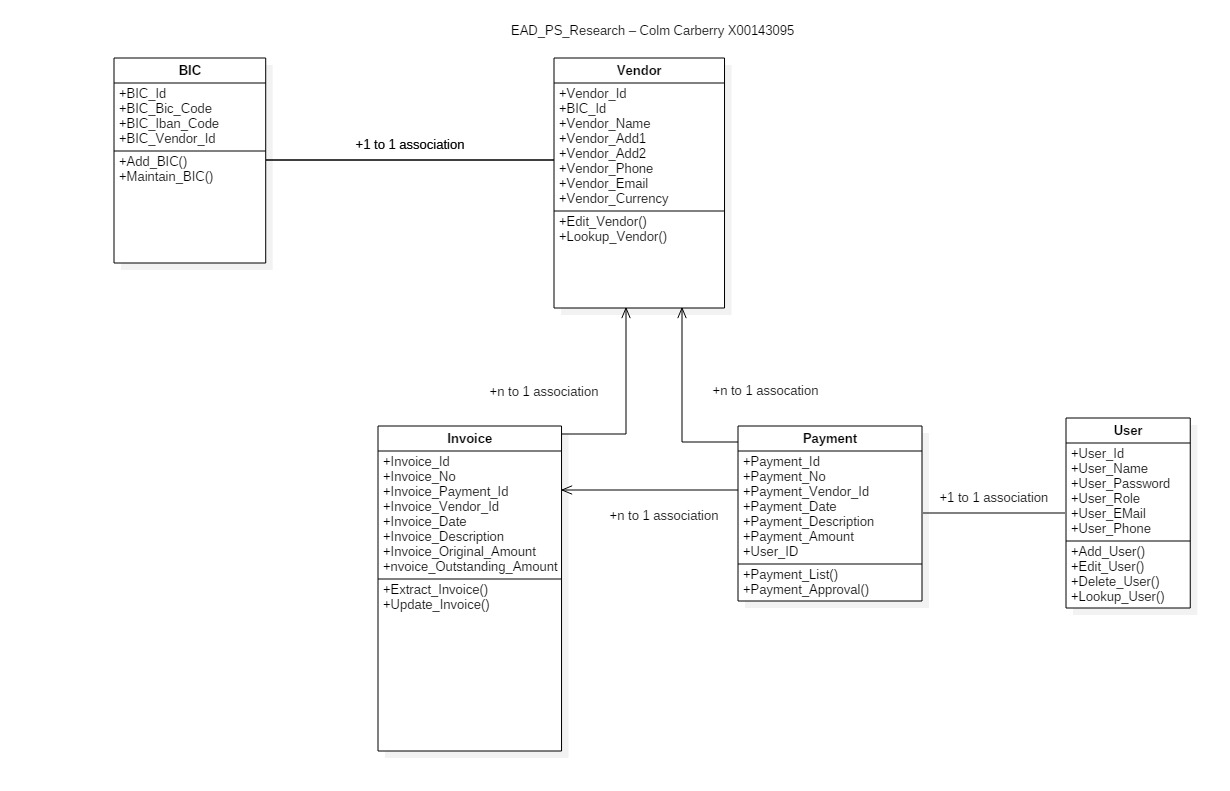 EAD_PS_Research – Colm Carberry X00143095
BIC
+BIC_Id
+BIC_Bic_Code
+BIC_Iban_Code
+BIC_Vendor_Id
+Add_BIC()
+Maintain_BIC()
+1 to 1 association
Vendor
+Vendor_Id
+BIC_Id
+Vendor_Name
+Vendor_Add1
+Vendor_Add2
+Vendor_Phone
+Vendor_Email
+Vendor_Currency
+Edit_Vendor()
+Lookup_Vendor()
+n to 1 association
+n to 1 assocation
Invoice
+Invoice_Id
+Invoice_No
+Invoice_Payment_Id
+Invoice_Vendor_Id
+Invoice_Date
+Invoice_Description
+Invoice_Original_Amount
+nvoice_Outstanding_Amount
+Extract_Invoice()
+Update_Invoice()
+n to 1 association
Payment
+Payment_Id
+Payment_No
+Payment_Vendor_Id
+Payment_Date
+Payment_Description
+Payment_Amount
+User_ID
+Payment_List()
+Payment_Approval()
+1 to 1 association
User
+User_Id
+User_Name
+User_Password
+User_Role
+User_EMail
+User_Phone
+Add_User()
+Edit_User()
+Delete_User()
+Lookup_User()